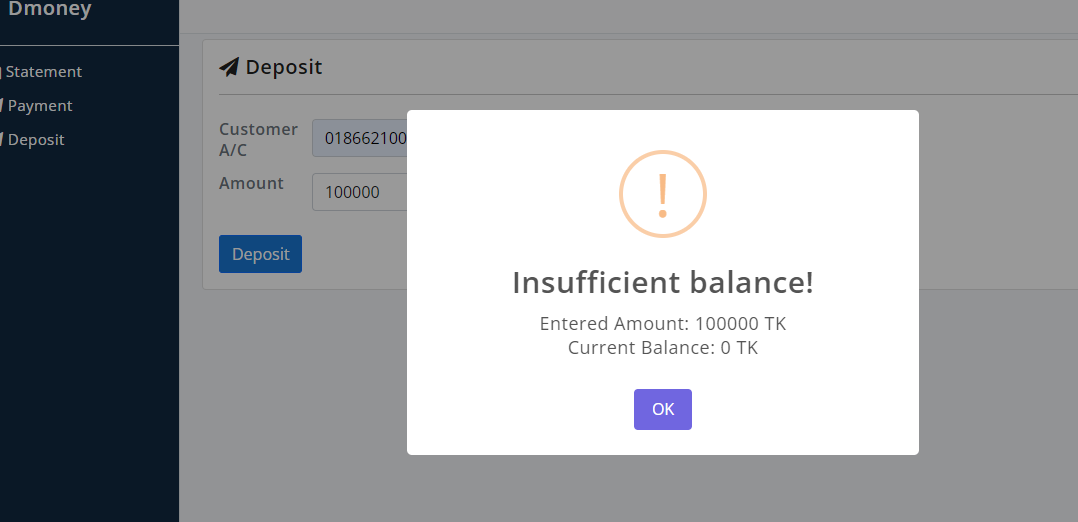 Dmoney
Statement
Payment
Deposit
Deposit
Customer
A/C
018662100
Amount
100000
Deposit
!
Insufficient balance!
Entered Amount: 100000 TK
Current Balance: 0 TK
OK